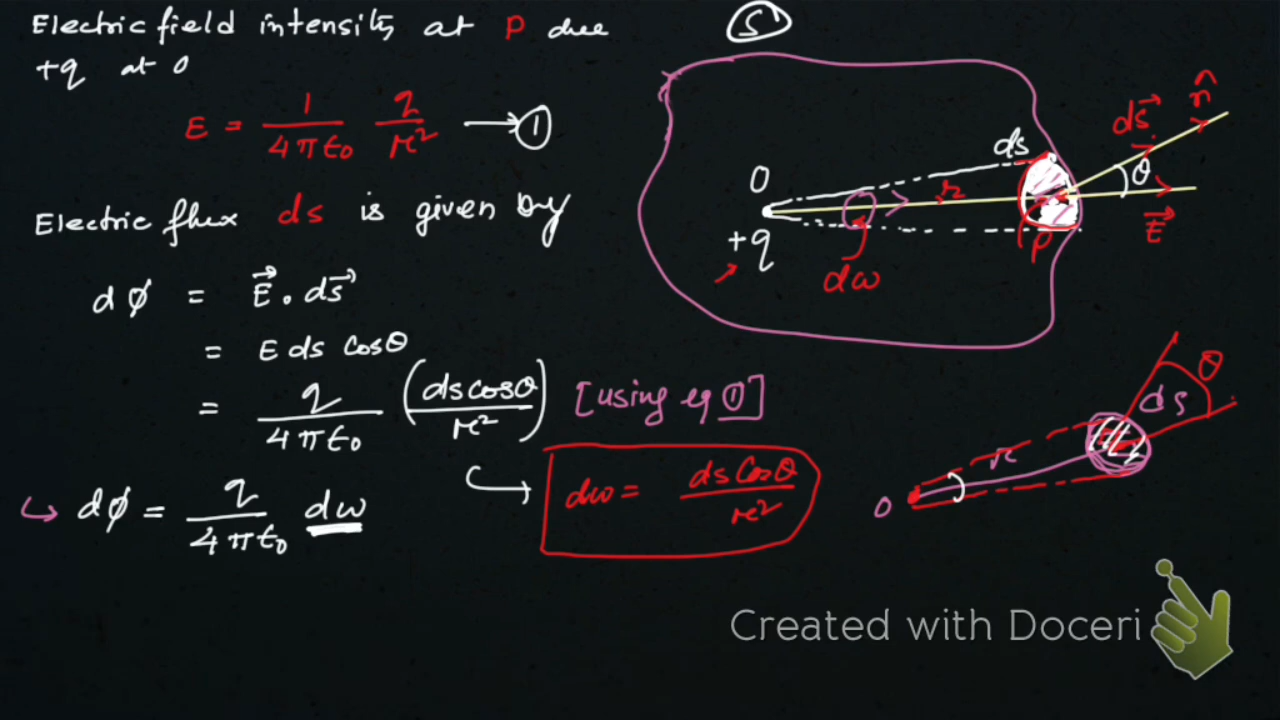 Electric field intensity at P due
+q at O
E = 1/4πϵ₀ q/r² → ①
Electric flux ds is given by
dφ = E⃗ . ds⃗
= E ds cosθ
= q/4πϵ₀ (ds cosθ/r²) [using eq ①]
↪ dω = ds cosθ/r²
↪ dφ = q/4πϵ₀ dω
S
O
+q
dω
r
ds
P
ds⃗
n̂
θ
E⃗
O
r
ds
θ
Created with Doceri